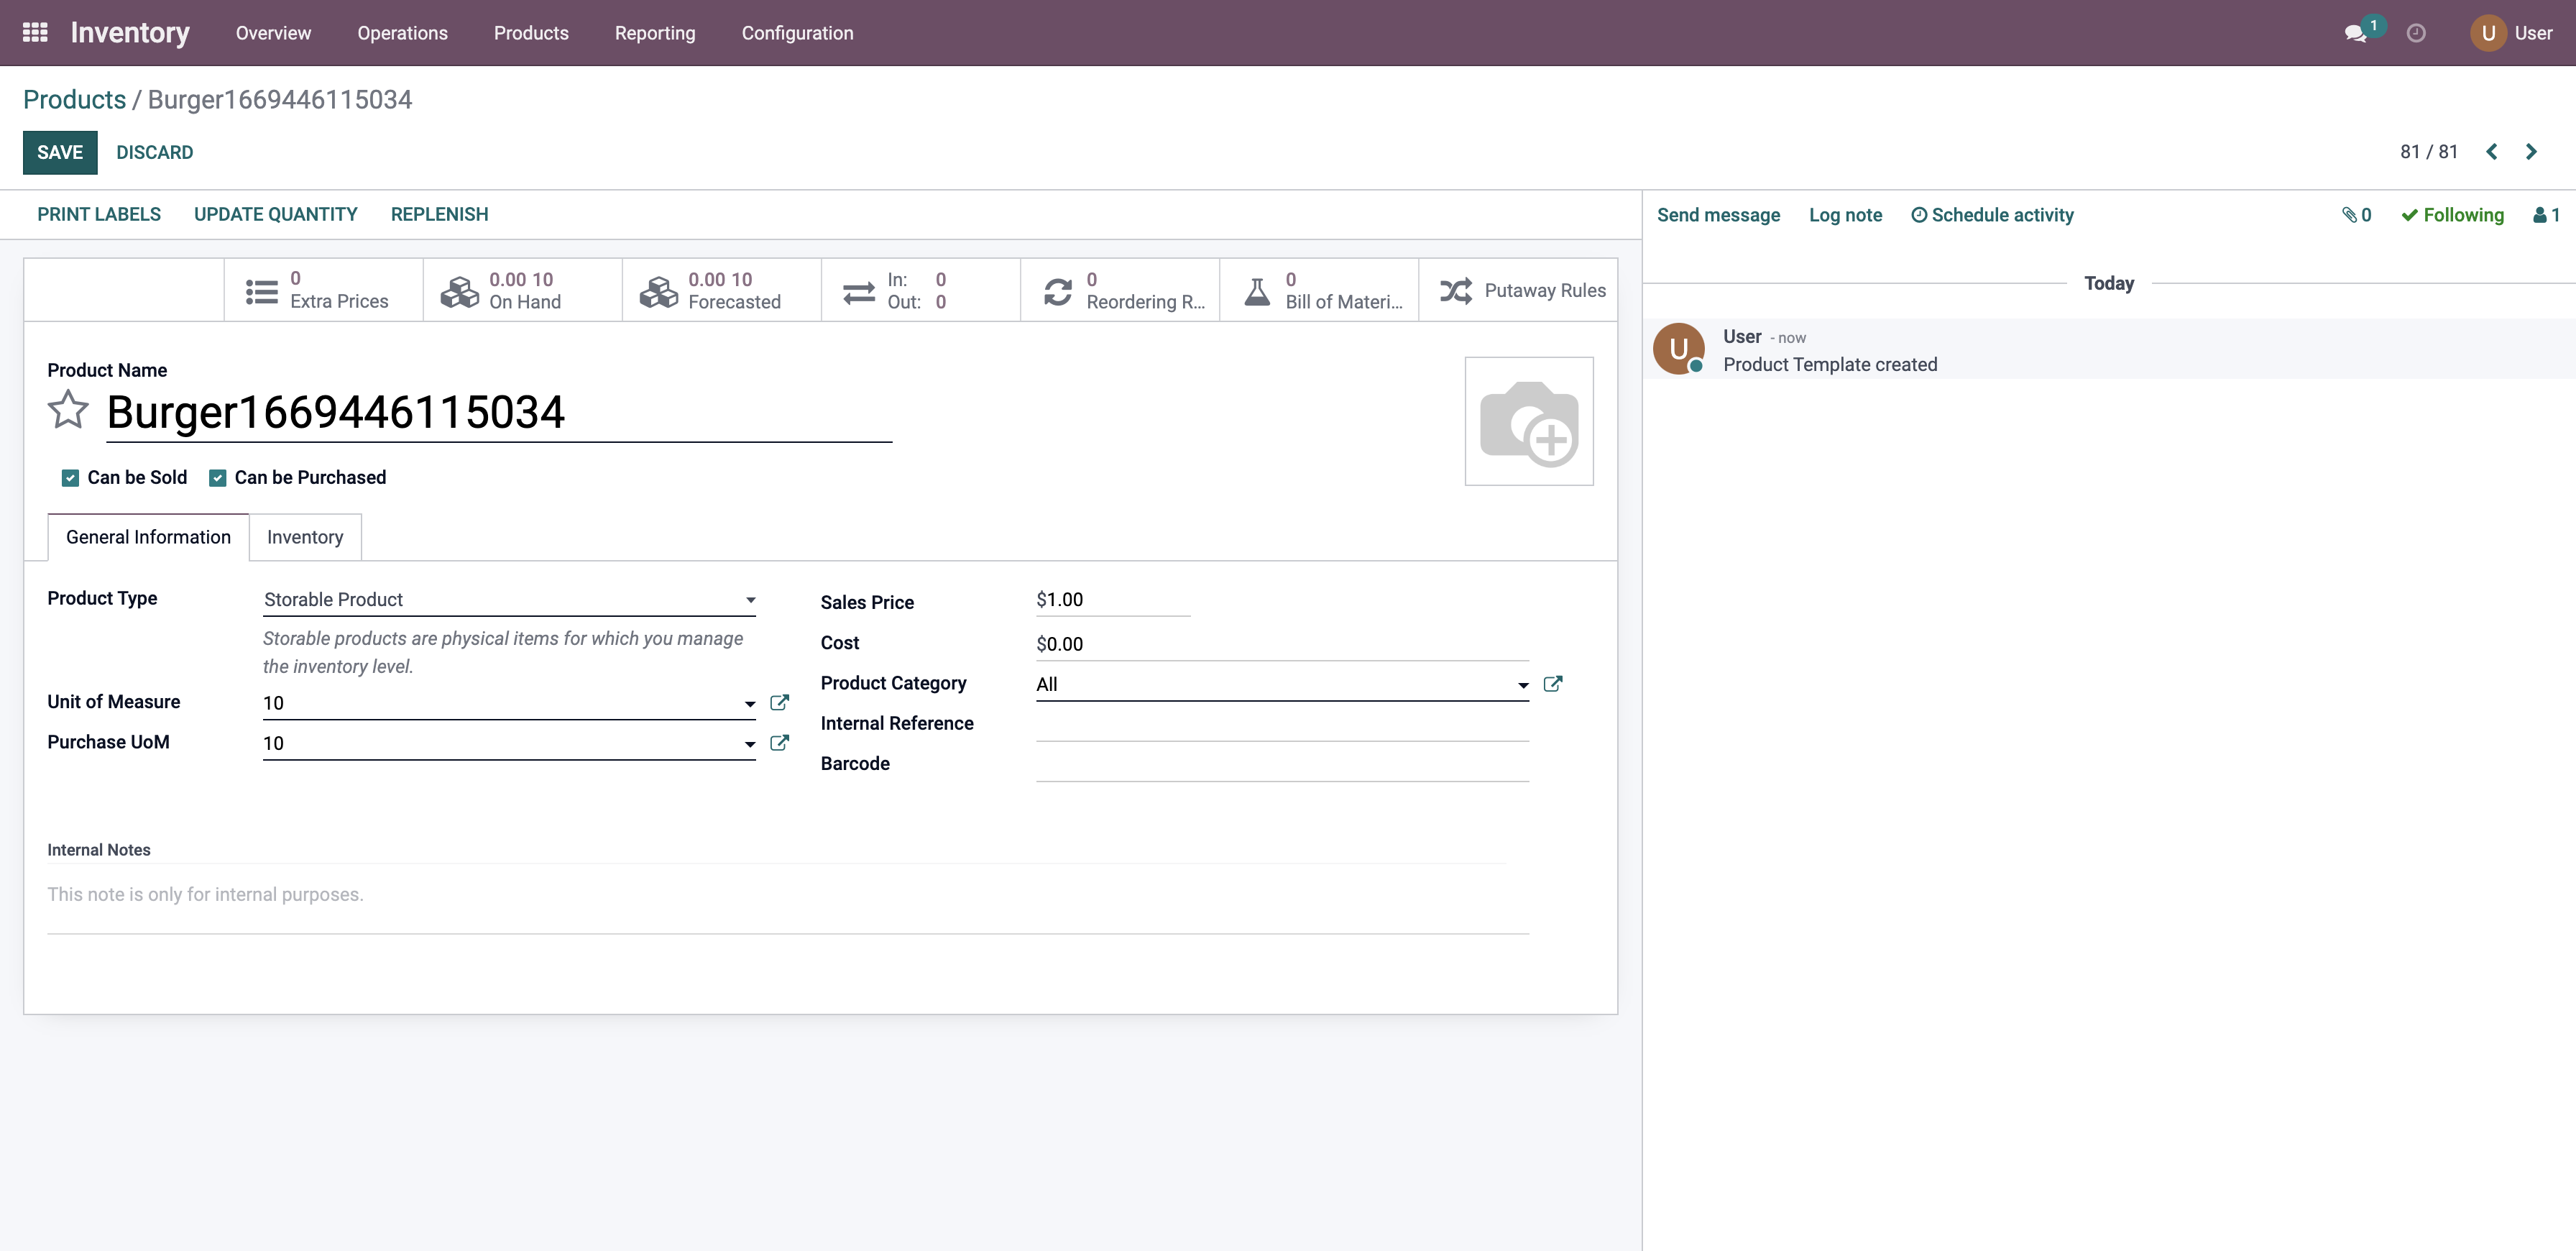 Inventory Overview Operations Products Reporting Configuration 1 U User
Products / Burger1669446115034
SAVE DISCARD 81 / 81
PRINT LABELS UPDATE QUANTITY REPLENISH
Send message Log note Schedule activity 0 Following 1
0
Extra Prices
0.00 10
On Hand
0.00 10
Forecasted
In: 0
Out: 0
0
Reordering R...
0
Bill of Materi...
Putaway Rules
Today
U
User - now
Product Template created
Product Name
Burger1669446115034
Can be Sold Can be Purchased
General Information Inventory
Product Type Storable Product
Storable products are physical items for which you manage
the inventory level.
Unit of Measure 10
Purchase UoM 10
Sales Price $1.00
Cost $0.00
Product Category All
Internal Reference
Barcode
Internal Notes
This note is only for internal purposes.